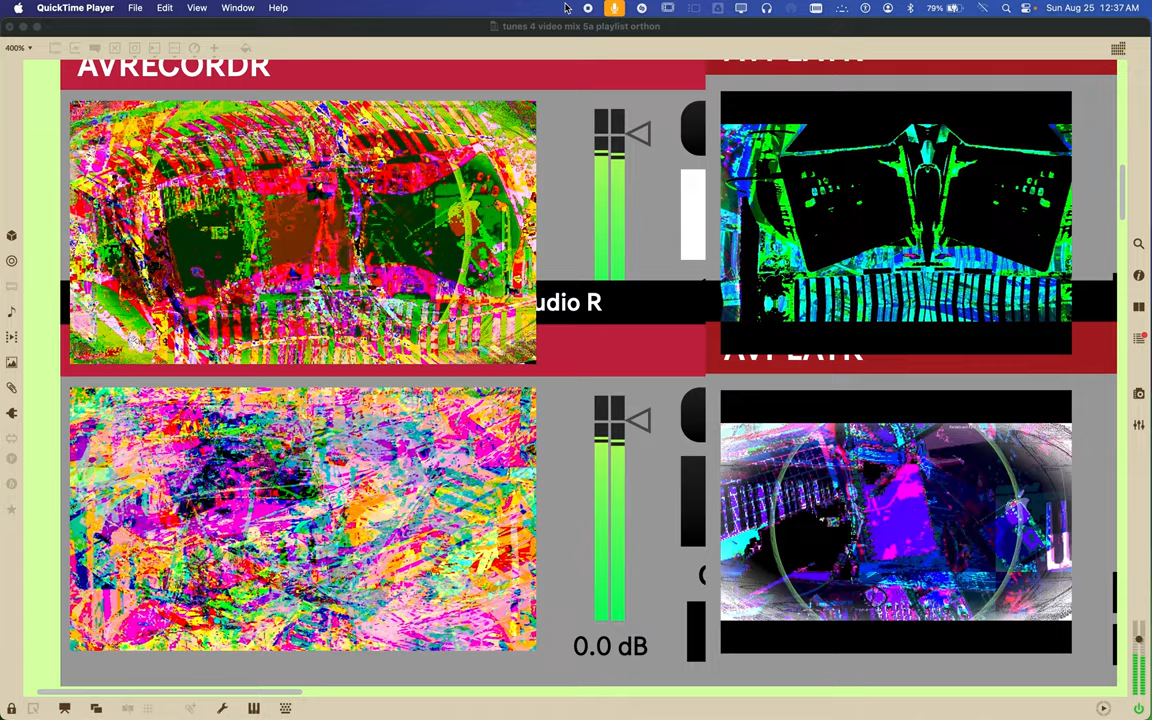 QuickTime Player File Edit View Window Help
79% Sun Aug 25 12:37 AM
tunes 4 video mix 5a playlist orthon
400%
AVRECORDR
udio R
0.0 dB